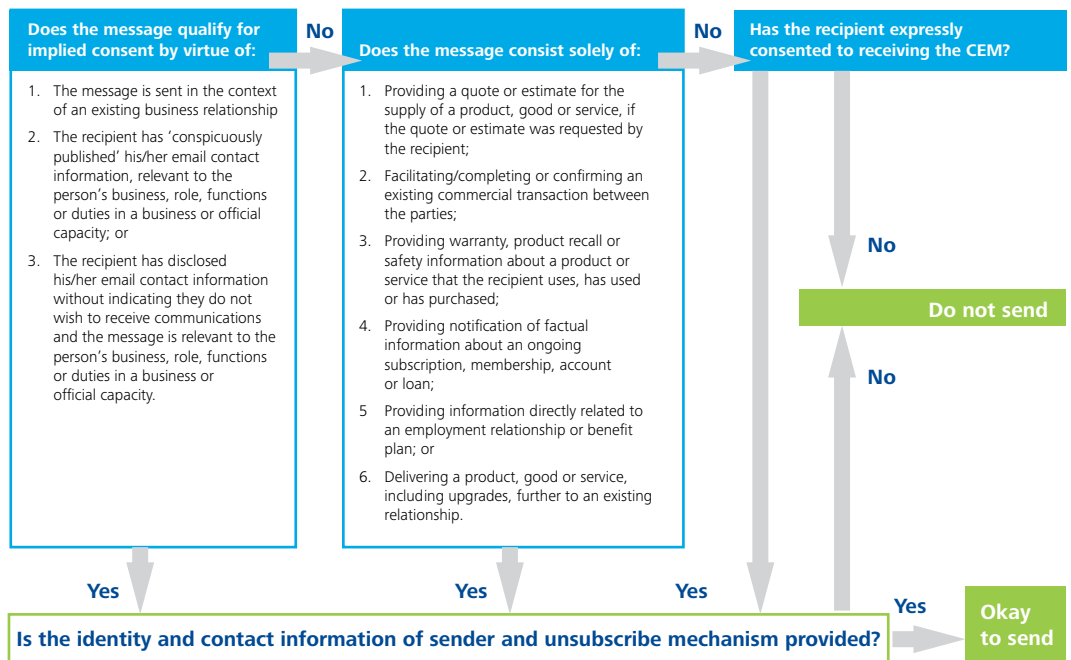 Does the message qualify for
implied consent by virtue of:
1. The message is sent in the context
of an existing business relationship
2. The recipient has ‘conspicuously
published’ his/her email contact
information, relevant to the
person’s business, role, functions
or duties in a business or official
capacity; or
3. The recipient has disclosed
his/her email contact information
without indicating they do not
wish to receive communications
and the message is relevant to the
person’s business, role, functions
or duties in a business or
official capacity.
No
Does the message consist solely of:
1. Providing a quote or estimate for the
supply of a product, good or service, if
the quote or estimate was requested by
the recipient;
2. Facilitating/completing or confirming an
existing commercial transaction between
the parties;
3. Providing warranty, product recall or
safety information about a product or
service that the recipient uses, has used
or has purchased;
4. Providing notification of factual
information about an ongoing
subscription, membership, account
or loan;
5 Providing information directly related to
an employment relationship or benefit
plan; or
6. Delivering a product, good or service,
including upgrades, further to an existing
relationship.
No
Has the recipient expressly
consented to receiving the CEM?
No
Do not send
No
Yes
Yes
Yes
Is the identity and contact information of sender and unsubscribe mechanism provided?
Yes
Okay
to send